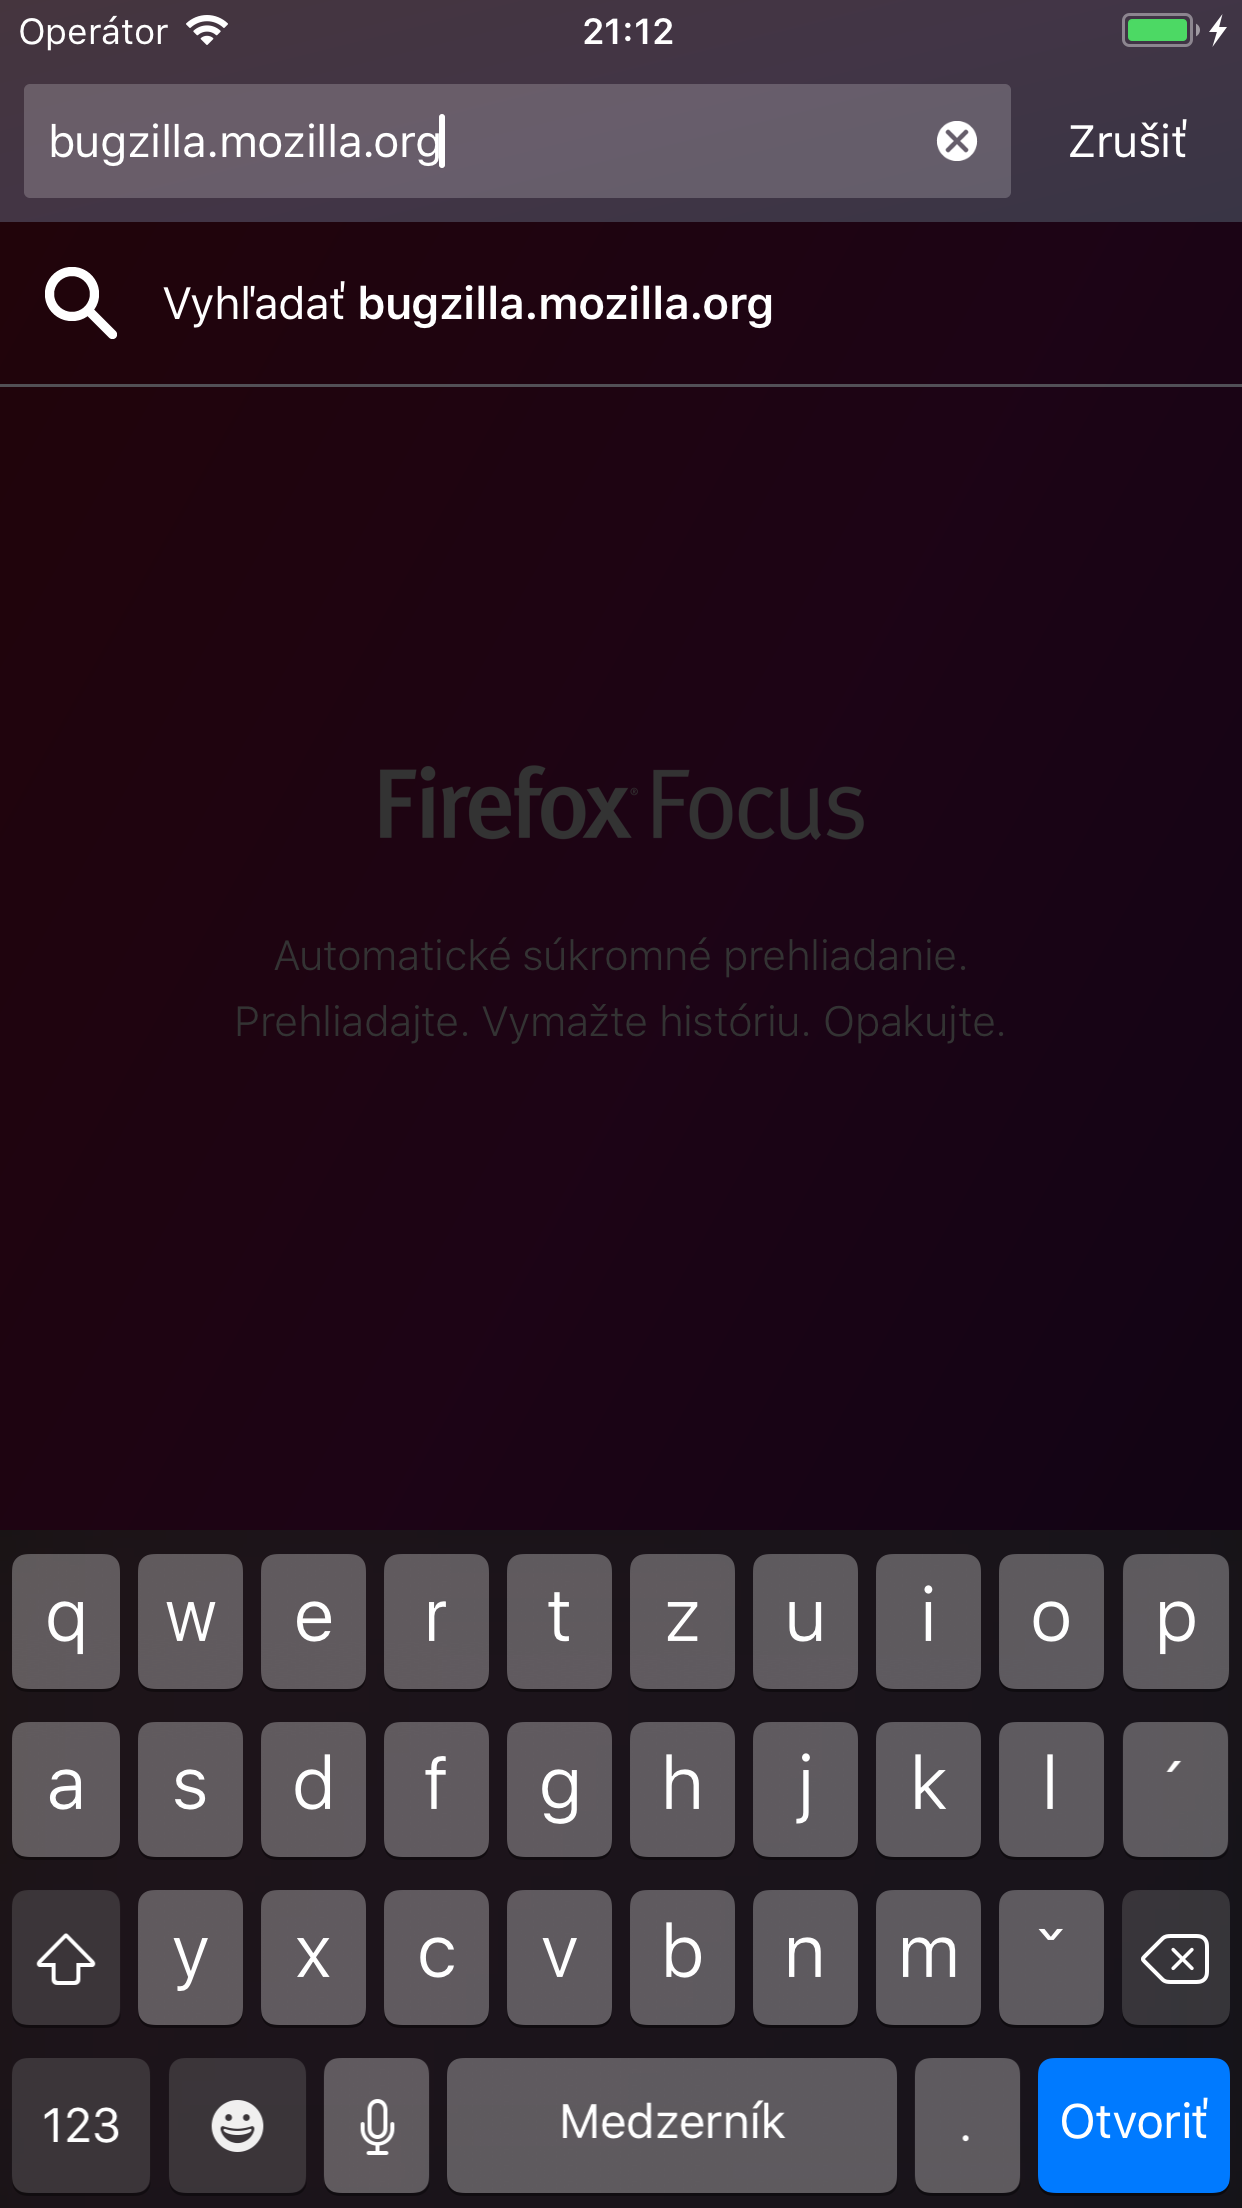 Operátor 21:12
bugzilla.mozilla.org Zrušiť
Vyhľadať bugzilla.mozilla.org
Firefox® Focus
Automatické súkromné prehliadanie.
Prehliadajte. Vymažte históriu. Opakujte.
q w e r t z u i o p
a s d f g h j k l ´
y x c v b n m ˇ
123 Medzerník . Otvoriť